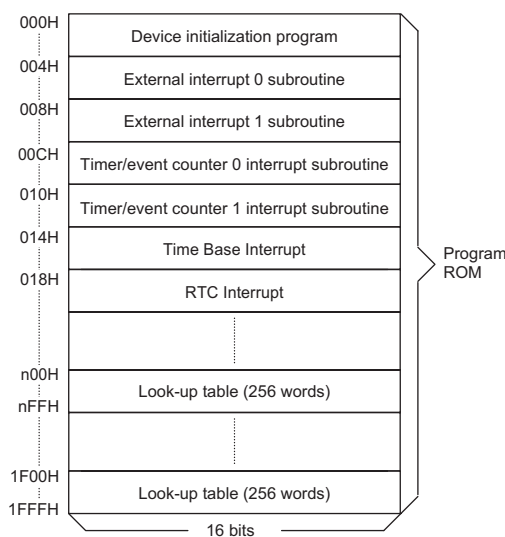 000H
Device initialization program
004H
External interrupt 0 subroutine
008H
External interrupt 1 subroutine
00CH
Timer/event counter 0 interrupt subroutine
010H
Timer/event counter 1 interrupt subroutine
014H
Time Base Interrupt
018H
RTC Interrupt
Program
ROM
n00H
Look-up table (256 words)
nFFH
1F00H
Look-up table (256 words)
1FFFH
16 bits